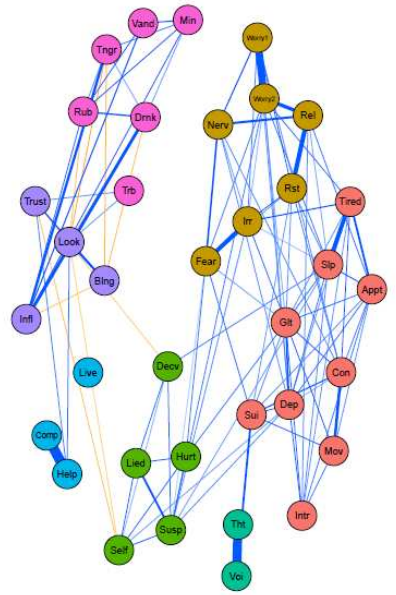 Min
Vand
Worry1
Tngr
Worry2
Rub
Drnk
Rel
Nerv
Trb
Rst
Trust
Tired
Irr
Look
Fear
Slp
Blng
Appt
Infl
Glt
Decv
Live
Con
Dep
Sui
Comp
Mov
Lied
Hurt
Help
Intr
Tht
Susp
Self
Voi